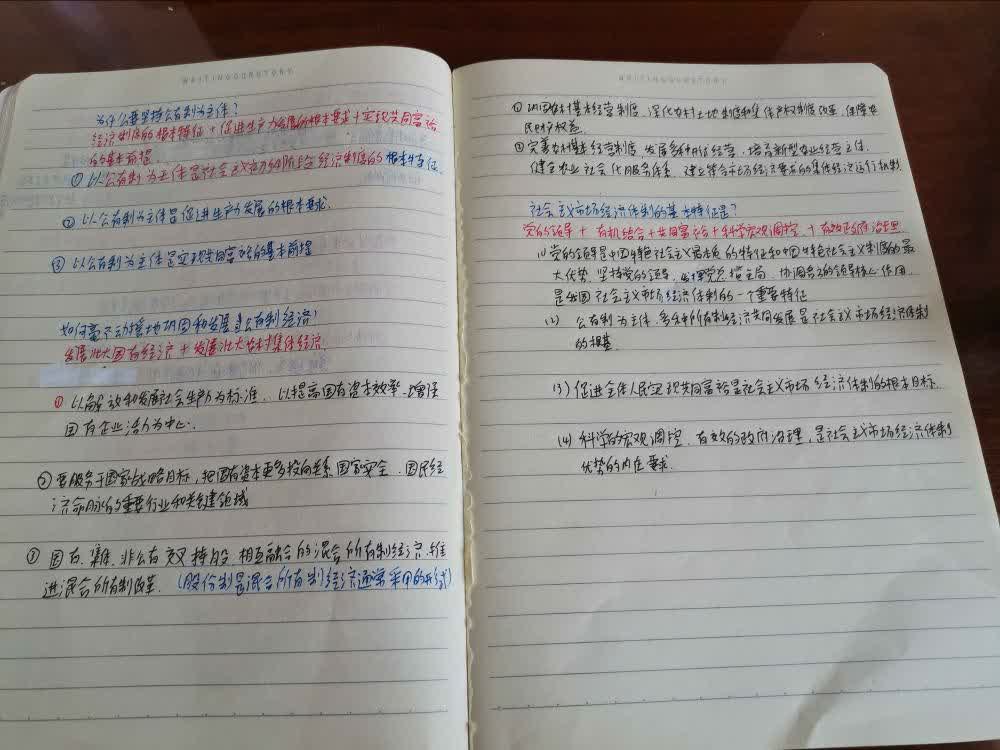 WRITINGOURSTORY
为什么要坚持公有制为主体?
经济制度的根本特征+促进生产力发展的根本要求+实现共同富裕
的基本前提.
①以公有制为主体是社会主义初级阶段经济制度的根本特征.
②以公有制为主体是促进生产力发展的根本要求.
③以公有制为主体是实现共同富裕的基本前提
如何毫不动摇地巩固和发展公有制经济?
发展壮大国有经济+发展壮大农村集体经济
①以解放和发展社会生产力为标准、以提高国有资本效率、增强
国有企业活力为中心.
②要服务于国家战略目标,把国有资本更多投向关系国家安全、国民经
济命脉的重要行业和关键领域
③国有、集、非公有交叉持股、相互融合的混合所有制经济、推
进混合所有制改革.(股份制是混合所有制经济通常采用的形式)
WRITINGOURSTORY
①巩固农村基本经营制度,深化农村土地制度和集体产权制度改革,保障农
民财产权益.
②完善农村基本经营制度,发展多种形式经营,培育新型农业经营主体.
健全农业社会化服务体系.建立符合市场经济要求的集体经济运行机制.
社会主义市场经济体制的基本特征是?
党的领导+有机结合+共同富裕+科学宏观调控、+有效政府治理
(1)党的领导是中国特色社会主义最本质的特征和中国特色社会主义制度的最
大优势.坚持党的领导,发挥党总揽全局、协调各方的领导核心作用
是我国社会主义市场经济体制的一个重要特征
(2)公有制为主体、多种所有制经济共同发展是社会主义市场经济体制
的根基.
(3)促进全体人民实现共同富裕是社会主义市场经济体制的根本目标.
(4)科学的宏观调控、有效的政府治理,是社会主义市场经济体制
优势的内在要求.